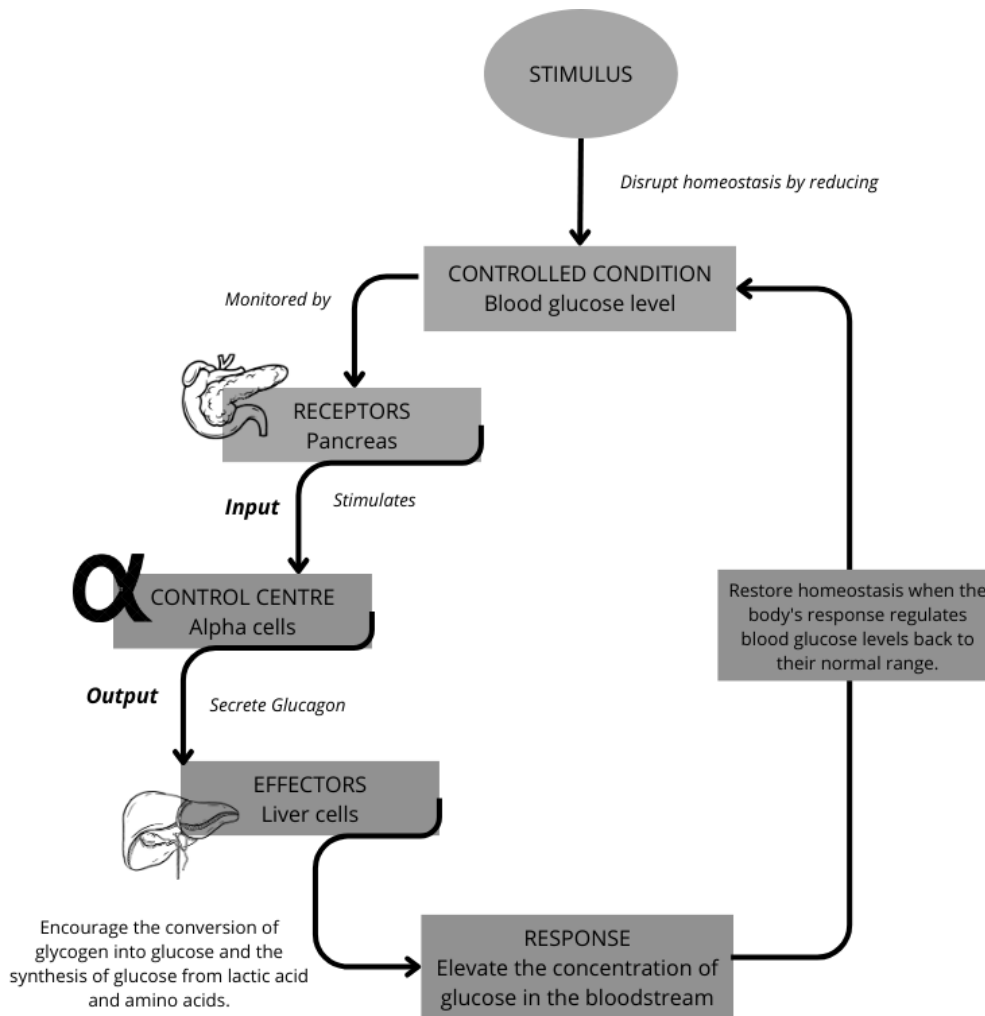 STIMULUS
Disrupt homeostasis by reducing
CONTROLLED CONDITION
Blood glucose level
Monitored by
RECEPTORS
Pancreas
Input
Stimulates
α
CONTROL CENTRE
Alpha cells
Output
Secrete Glucagon
EFFECTORS
Liver cells
Encourage the conversion of
glycogen into glucose and the
synthesis of glucose from lactic acid
and amino acids.
RESPONSE
Elevate the concentration of
glucose in the bloodstream
Restore homeostasis when the
body's response regulates
blood glucose levels back to
their normal range.